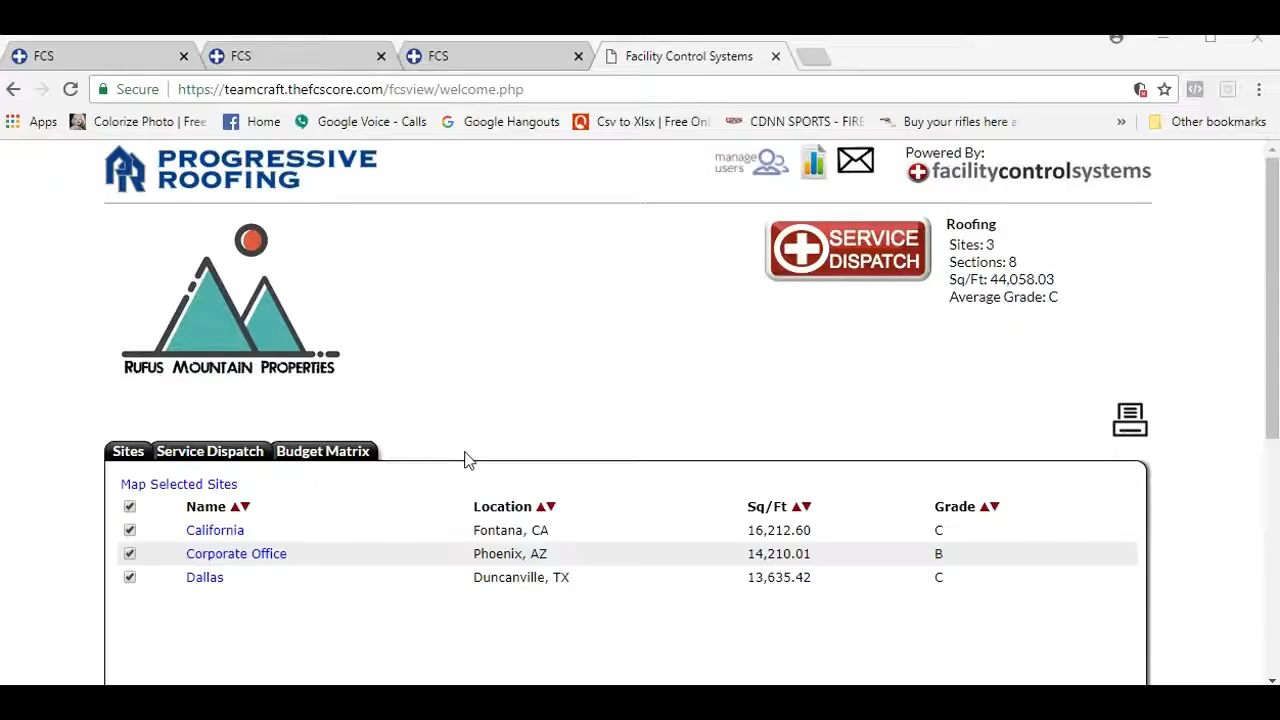 FCS
FCS
FCS
Facility Control Systems
Secure
https://teamcraft.thefcscore.com/fcsview/welcome.php
Apps
Colorize Photo | Free
Home
Google Voice - Calls
Google Hangouts
Csv to Xlsx | Free Onl
CDNN SPORTS - FIRE
Buy your rifles here a
»
Other bookmarks
PROGRESSIVE
ROOFING
manage
users
Powered By:
facilitycontrolsystems
SERVICE
DISPATCH
Roofing
Sites: 3
Sections: 8
Sq/Ft: 44,058.03
Average Grade: C
RUFUS MOUNTAIN PROPERTIES
Sites Service Dispatch Budget Matrix
Map Selected Sites
Name Location Sq/Ft Grade
California Fontana, CA 16,212.60 C
Corporate Office Phoenix, AZ 14,210.01 B
Dallas Duncanville, TX 13,635.42 C